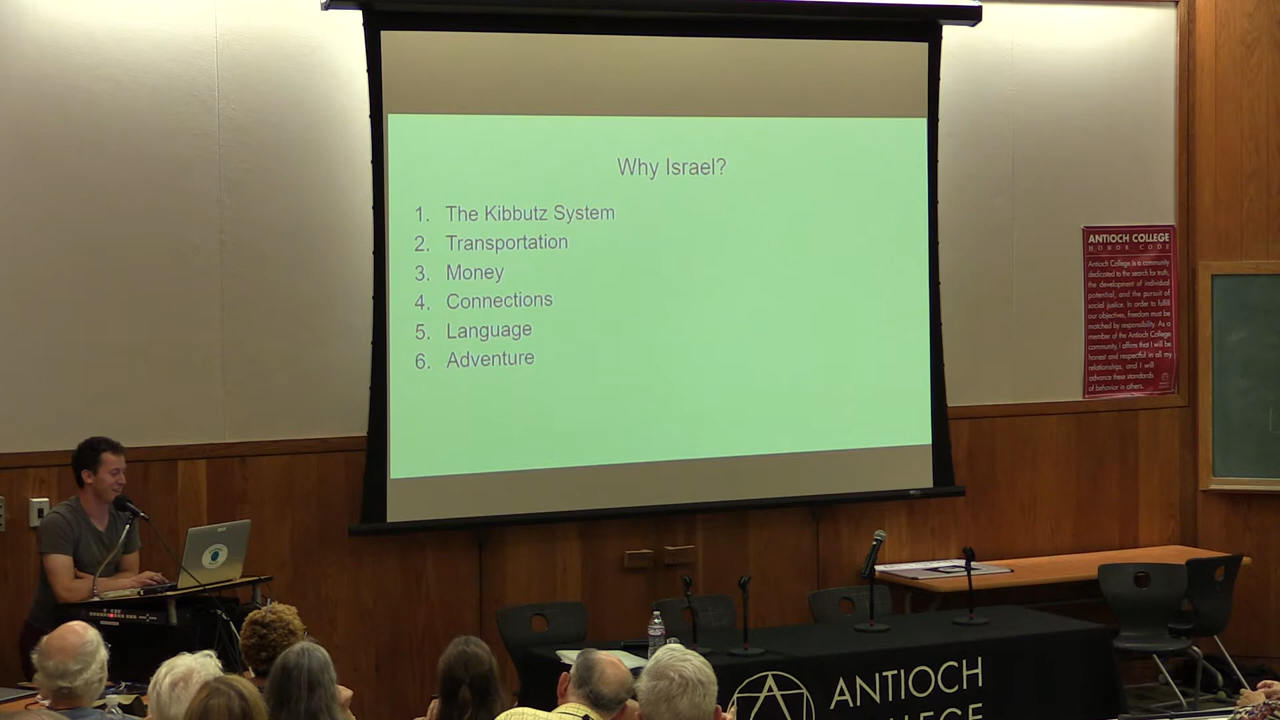 Why Israel?
1. The Kibbutz System
2. Transportation
3. Money
4. Connections
5. Language
6. Adventure
ANTIOCH COLLEGE
HONOR CODE
Antioch College is a community
dedicated to the search for truth,
the development of individual
potential, and the pursuit of
social justice. In order to fulfill
our objectives, freedom must be
matched by responsibility. As a
member of the Antioch College
community, I affirm that I will be
honest and respectful in all my
relationships, and I will
advance these standards
of behavior in others.
ANTIOCH
COLLEGE